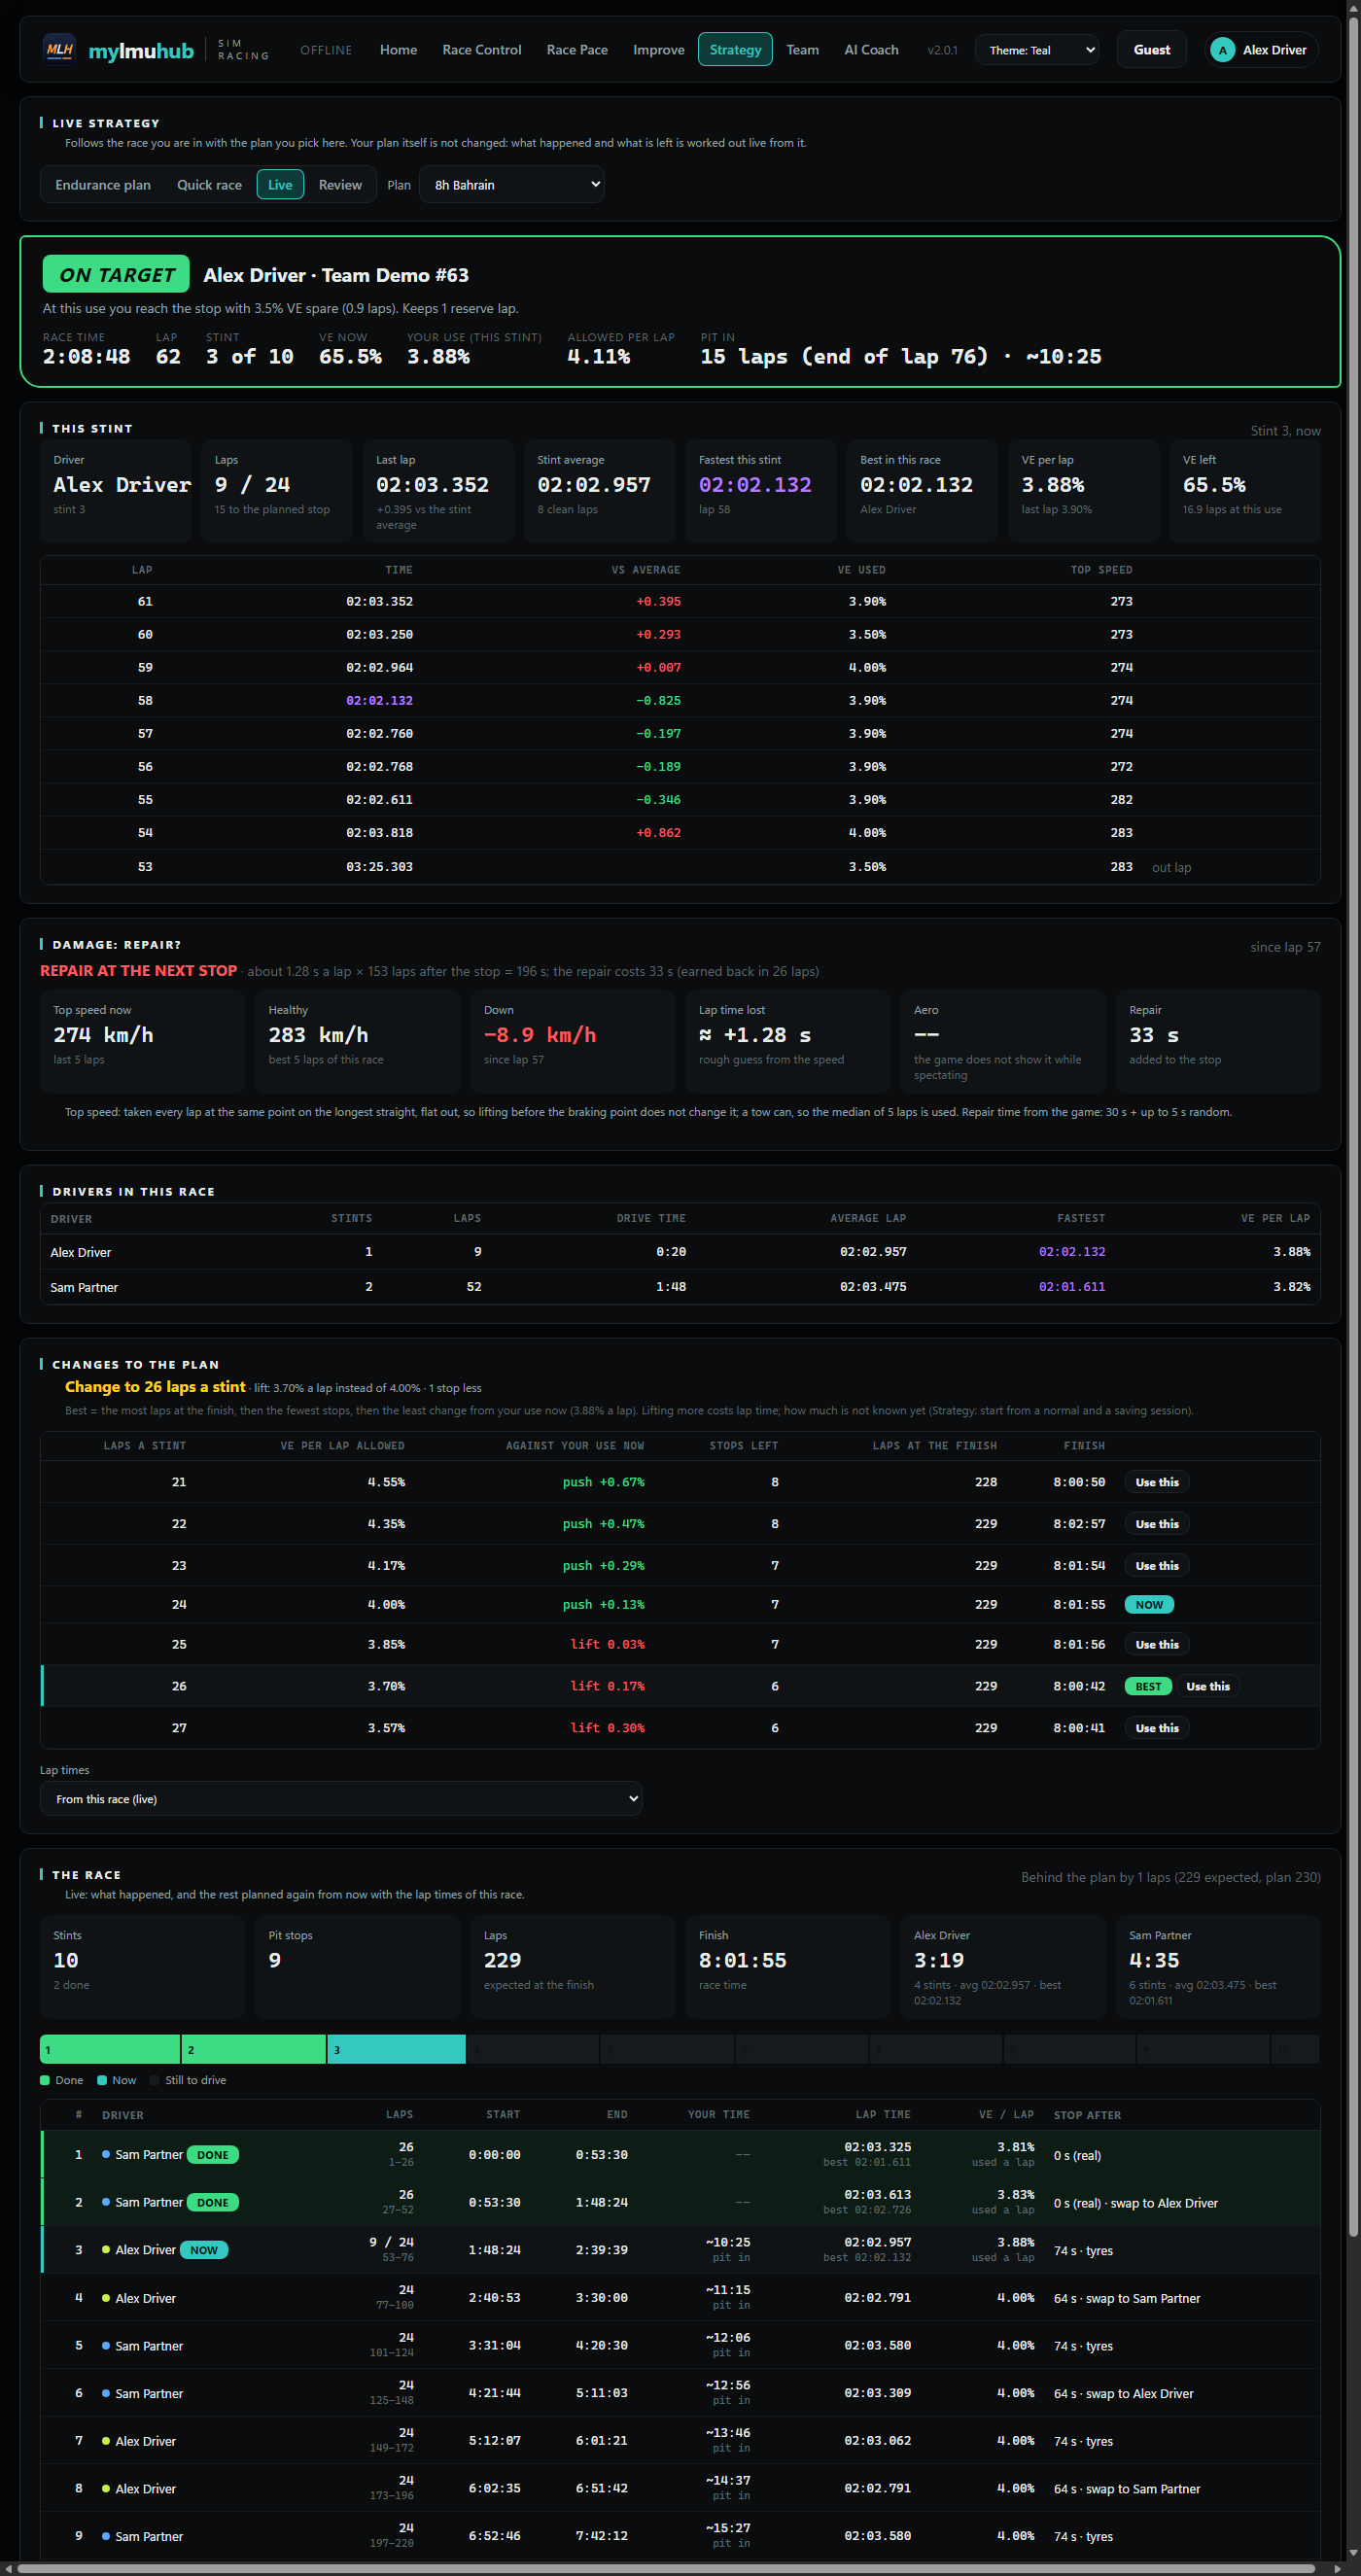 MLH mylmuhub SIM RACING OFFLINE Home Race Control Race Pace Improve Strategy Team AI Coach v2.0.1 Theme: Teal Guest A Alex Driver
LIVE STRATEGY
Follows the race you are in with the plan you pick here. Your plan itself is not changed: what happened and what is left is worked out live from it.
Endurance plan Quick race Live Review Plan 8h Bahrain
ON TARGET Alex Driver · Team Demo #63
At this use you reach the stop with 3.5% VE spare (0.9 laps). Keeps 1 reserve lap.
RACE TIME LAP STINT VE NOW YOUR USE (THIS STINT) ALLOWED PER LAP PIT IN
2:08:48 62 3 of 10 65.5% 3.88% 4.11% 15 laps (end of lap 76) · ~10:25
THIS STINT Stint 3, now
Driver Laps Last lap Stint average Fastest this stint Best in this race VE per lap VE left
Alex Driver 9 / 24 02:03.352 02:02.957 02:02.132 02:02.132 3.88% 65.5%
stint 3 15 to the planned stop +0.395 vs the stint average 8 clean laps lap 58 Alex Driver last lap 3.90% 16.9 laps at this use
LAP TIME VS AVERAGE VE USED TOP SPEED
61 02:03.352 +0.395 3.90% 273
60 02:03.250 +0.293 3.50% 273
59 02:02.964 +0.007 4.00% 274
58 02:02.132 −0.825 3.90% 274
57 02:02.760 −0.197 3.90% 274
56 02:02.768 −0.189 3.90% 272
55 02:02.611 −0.346 3.90% 282
54 02:03.818 +0.862 4.00% 283
53 03:25.303 3.50% 283 out lap
DAMAGE: REPAIR? since lap 57
REPAIR AT THE NEXT STOP · about 1.28 s a lap × 153 laps after the stop = 196 s; the repair costs 33 s (earned back in 26 laps)
Top speed now Healthy Down Lap time lost Aero Repair
274 km/h 283 km/h −8.9 km/h ≈ +1.28 s —— 33 s
last 5 laps best 5 laps of this race since lap 57 rough guess from the speed the game does not show it while spectating added to the stop
Top speed: taken every lap at the same point on the longest straight, flat out, so lifting before the braking point does not change it; a tow can, so the median of 5 laps is used. Repair time from the game: 30 s + up to 5 s random.
DRIVERS IN THIS RACE
DRIVER STINTS LAPS DRIVE TIME AVERAGE LAP FASTEST VE PER LAP
Alex Driver 1 9 0:20 02:02.957 02:02.132 3.88%
Sam Partner 2 52 1:48 02:03.475 02:01.611 3.82%
CHANGES TO THE PLAN
Change to 26 laps a stint · lift: 3.70% a lap instead of 4.00% · 1 stop less
Best = the most laps at the finish, then the fewest stops, then the least change from your use now (3.88% a lap). Lifting more costs lap time; how much is not known yet (Strategy: start from a normal and a saving session).
LAPS A STINT VE PER LAP ALLOWED AGAINST YOUR USE NOW STOPS LEFT LAPS AT THE FINISH FINISH
21 4.55% push +0.67% 8 228 8:00:50 Use this
22 4.35% push +0.47% 8 229 8:02:57 Use this
23 4.17% push +0.29% 7 229 8:01:54 Use this
24 4.00% push +0.13% 7 229 8:01:55 NOW
25 3.85% lift 0.03% 7 229 8:01:56 Use this
26 3.70% lift 0.17% 6 229 8:00:42 BEST Use this
27 3.57% lift 0.30% 6 229 8:00:41 Use this
Lap times
From this race (live)
THE RACE Behind the plan by 1 laps (229 expected, plan 230)
Live: what happened, and the rest planned again from now with the lap times of this race.
Stints Pit stops Laps Finish Alex Driver Sam Partner
10 9 229 8:01:55 3:19 4:35
2 done expected at the finish race time 4 stints · avg 02:02.957 · best 02:02.132 6 stints · avg 02:03.475 · best 02:01.611
1 2 3 4 5 6 7 8 9 10
Done Now Still to drive
# DRIVER LAPS START END YOUR TIME LAP TIME VE / LAP STOP AFTER
1 Sam Partner DONE 26 0:00:00 0:53:30 —— 02:03.325 3.81% 0 s (real)
1–26 best 02:01.611 used a lap
2 Sam Partner DONE 26 0:53:30 1:48:24 —— 02:03.613 3.83% 0 s (real) · swap to Alex Driver
27–52 best 02:02.726 used a lap
3 Alex Driver NOW 9 / 24 1:48:24 2:39:39 ~10:25 02:02.957 3.88% 74 s · tyres
53–76 pit in best 02:02.132 used a lap
4 Alex Driver 24 2:40:53 3:30:00 ~11:15 02:02.791 4.00% 64 s · swap to Sam Partner
77–100 pit in
5 Sam Partner 24 3:31:04 4:20:30 ~12:06 02:03.580 4.00% 74 s · tyres
101–124 pit in
6 Sam Partner 24 4:21:44 5:11:03 ~12:56 02:03.309 4.00% 64 s · swap to Alex Driver
125–148 pit in
7 Alex Driver 24 5:12:07 6:01:21 ~13:46 02:03.062 4.00% 74 s · tyres
149–172 pit in
8 Alex Driver 24 6:02:35 6:51:42 ~14:37 02:02.791 4.00% 64 s · swap to Sam Partner
173–196 pit in
9 Sam Partner 24 6:52:46 7:42:12 ~15:27 02:03.580 4.00% 74 s · tyres
197–220 pit in